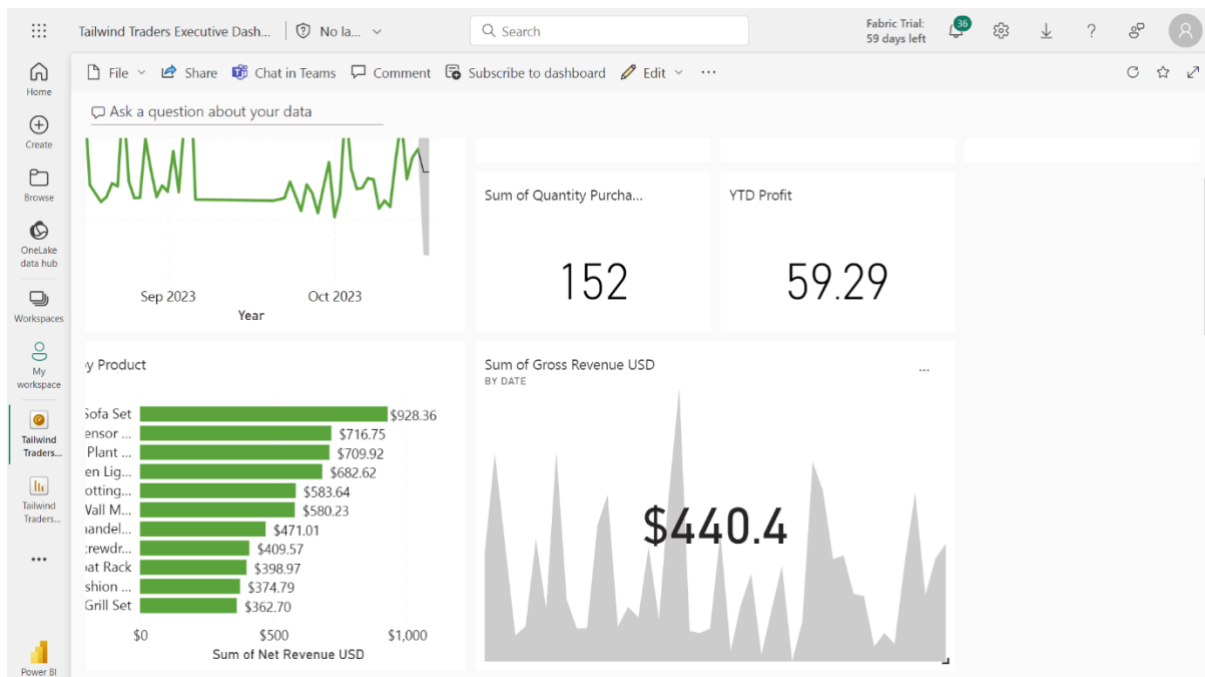 Tailwind Traders Executive Dash...
No la...
Search
Fabric Trial:
59 days left
36
File
Share
Chat in Teams
Comment
Subscribe to dashboard
Edit
...
Ask a question about your data
Home
Create
Browse
OneLake
data hub
Workspaces
My
workspace
Tailwind
Traders...
Tailwind
Traders...
Power BI
Sep 2023
Oct 2023
Year
Sum of Quantity Purcha...
152
YTD Profit
59.29
by Product
Sofa Set
$928.36
ensor ...
$716.75
Plant ...
$709.92
en Lig...
$682.62
otting...
$583.64
Wall M...
$580.23
handel...
$471.01
crewdr...
$409.57
oat Rack
$398.97
shion ...
$374.79
Grill Set
$362.70
$0
$500
$1,000
Sum of Net Revenue USD
Sum of Gross Revenue USD
BY DATE
...
$440.4